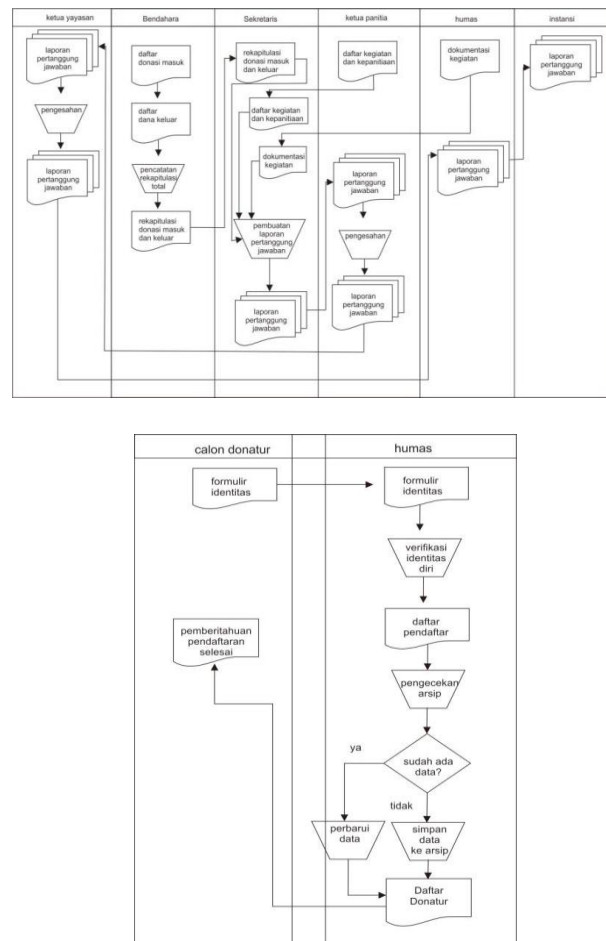 ketua yayasan
Bendahara
Sekretaris
ketua panitia
humas
instansi
laporan
pertanggung
jawaban
pengesahan
laporan
pertanggung
jawaban
daftar
donasi masuk
daftar
dana keluar
pencatatan
rekapitulasi
total
rekapitulasi
donasi masuk
dan keluar
rekapitulasi
donasi masuk
dan keluar
daftar kegiatan
dan kepanitiaan
dokumentasi
kegiatan
pembuatan
laporan
pertanggung
jawaban
laporan
pertanggung
jawaban
daftar kegiatan
dan kepanitiaan
laporan
pertanggung
jawaban
pengesahan
laporan
pertanggung
jawaban
dokumentasi
kegiatan
laporan
pertanggung
jawaban
laporan
pertanggung
jawaban
calon donatur
humas
formulir
identitas
formulir
identitas
verifikasi
identitas
diri
pemberitahuan
pendaftaran
selesai
daftar
pendaftar
pengecekan
arsip
ya
sudah ada
data?
tidak
perbarui
data
simpan
data
ke arsip
Daftar
Donatur